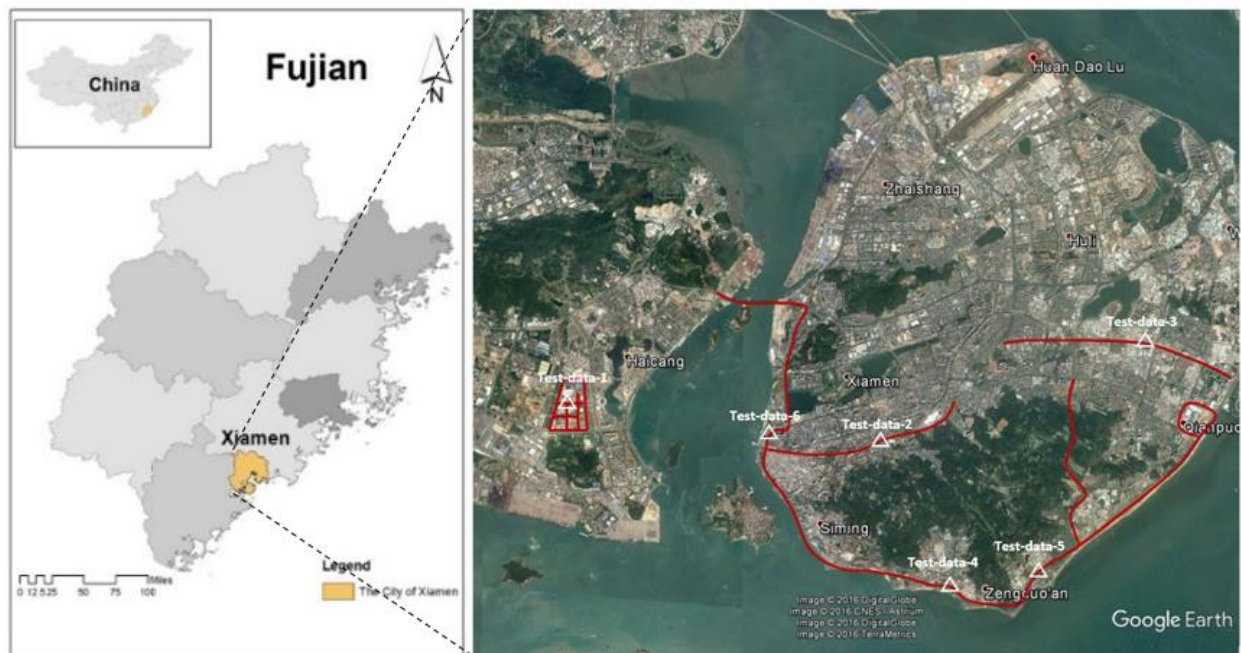 China
Fujian
N
Xiamen
Legend
The City of Xiamen
0 12.525 50 75 100
Miles
Huan Dao Lu
Zhaishang
Huli
Test-data-3
Haicang
Test-data-1
Xiamen
Test-data-6
Test-data-2
Qianpu
Siming
Test-data-5
Test-data-4
Zengcuo'an
Image © 2016 DigitalGlobe
Image © 2016 CNES / Astrium
Image © 2016 DigitalGlobe
Image © 2016 TerraMetrics
Google Earth